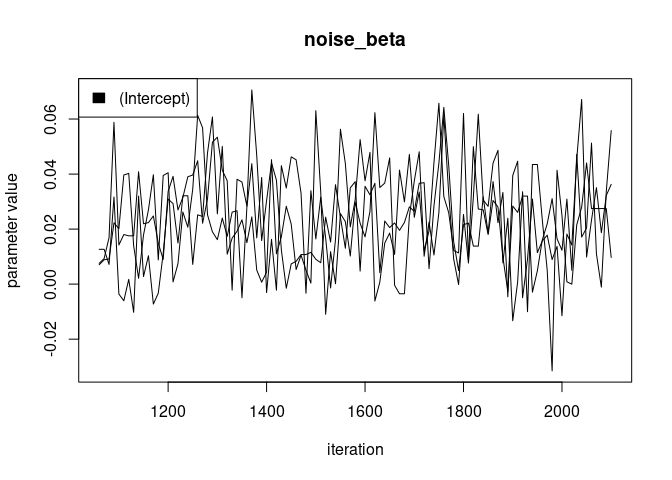 noise_beta
(Intercept)
parameter value
0.06
0.04
0.02
0.00
-0.02
1200 1400 1600 1800 2000
iteration